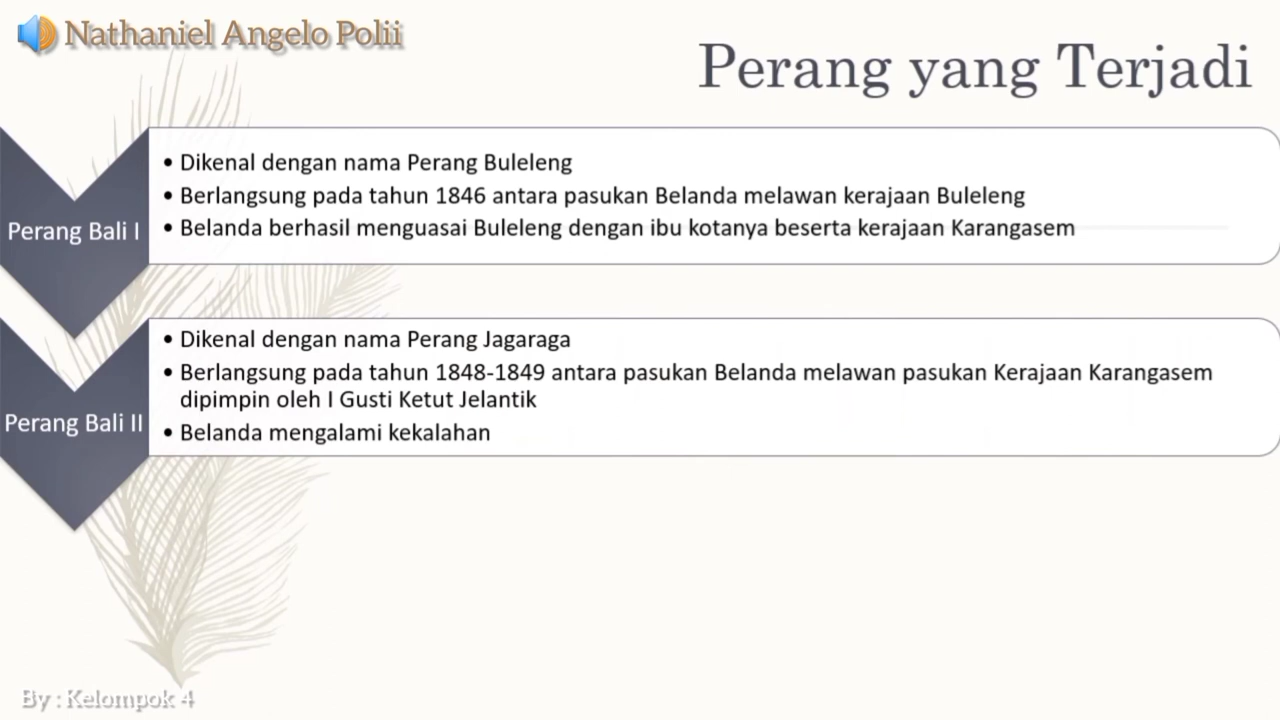 Nathaniel Angelo Polii
Perang yang Terjadi
Perang Bali I
• Dikenal dengan nama Perang Buleleng
• Berlangsung pada tahun 1846 antara pasukan Belanda melawan kerajaan Buleleng
• Belanda berhasil menguasai Buleleng dengan ibu kotanya beserta kerajaan Karangasem
Perang Bali II
• Dikenal dengan nama Perang Jagaraga
• Berlangsung pada tahun 1848-1849 antara pasukan Belanda melawan pasukan Kerajaan Karangasem
dipimpin oleh I Gusti Ketut Jelantik
• Belanda mengalami kekalahan
By : Kelompok 4